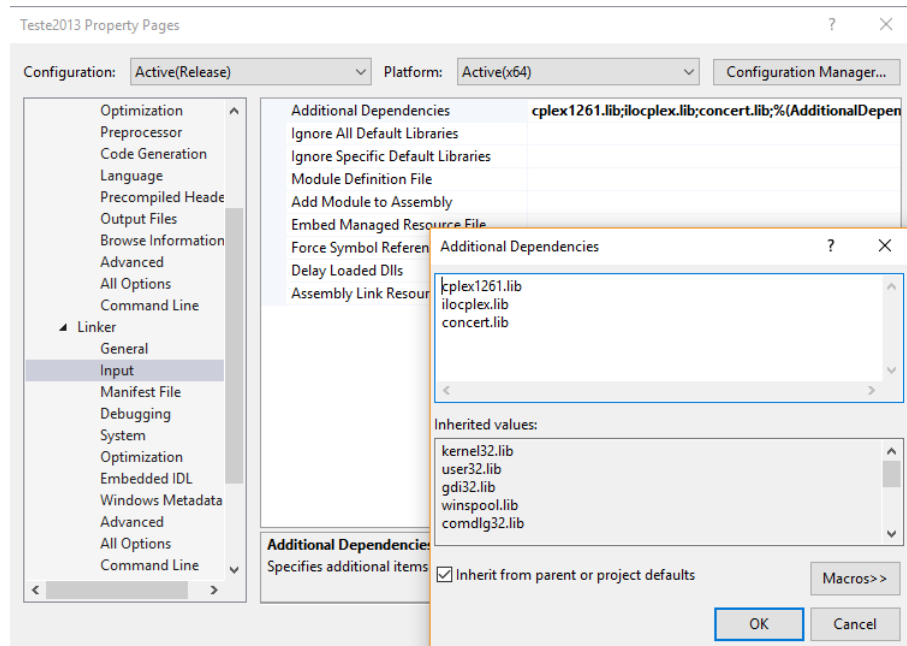 Teste2013 Property Pages ? ×
Configuration: Active(Release) Platform: Active(x64) Configuration Manager...
Optimization
Preprocessor
Code Generation
Language
Precompiled Heade
Output Files
Browse Information
Advanced
All Options
Command Line
Linker
General
Input
Manifest File
Debugging
System
Optimization
Embedded IDL
Windows Metadata
Advanced
All Options
Command Line
Additional Dependencies cplex1261.lib;ilocplex.lib;concert.lib;%(AdditionalDepen
Ignore All Default Libraries
Ignore Specific Default Libraries
Module Definition File
Add Module to Assembly
Embed Managed Resource File
Force Symbol Referen
Delay Loaded Dlls
Assembly Link Resour
Additional Dependencie
Specifies additional items
Additional Dependencies ? ×
cplex1261.lib
ilocplex.lib
concert.lib
Inherited values:
kernel32.lib
user32.lib
gdi32.lib
winspool.lib
comdlg32.lib
Inherit from parent or project defaults
Macros>>
OK Cancel